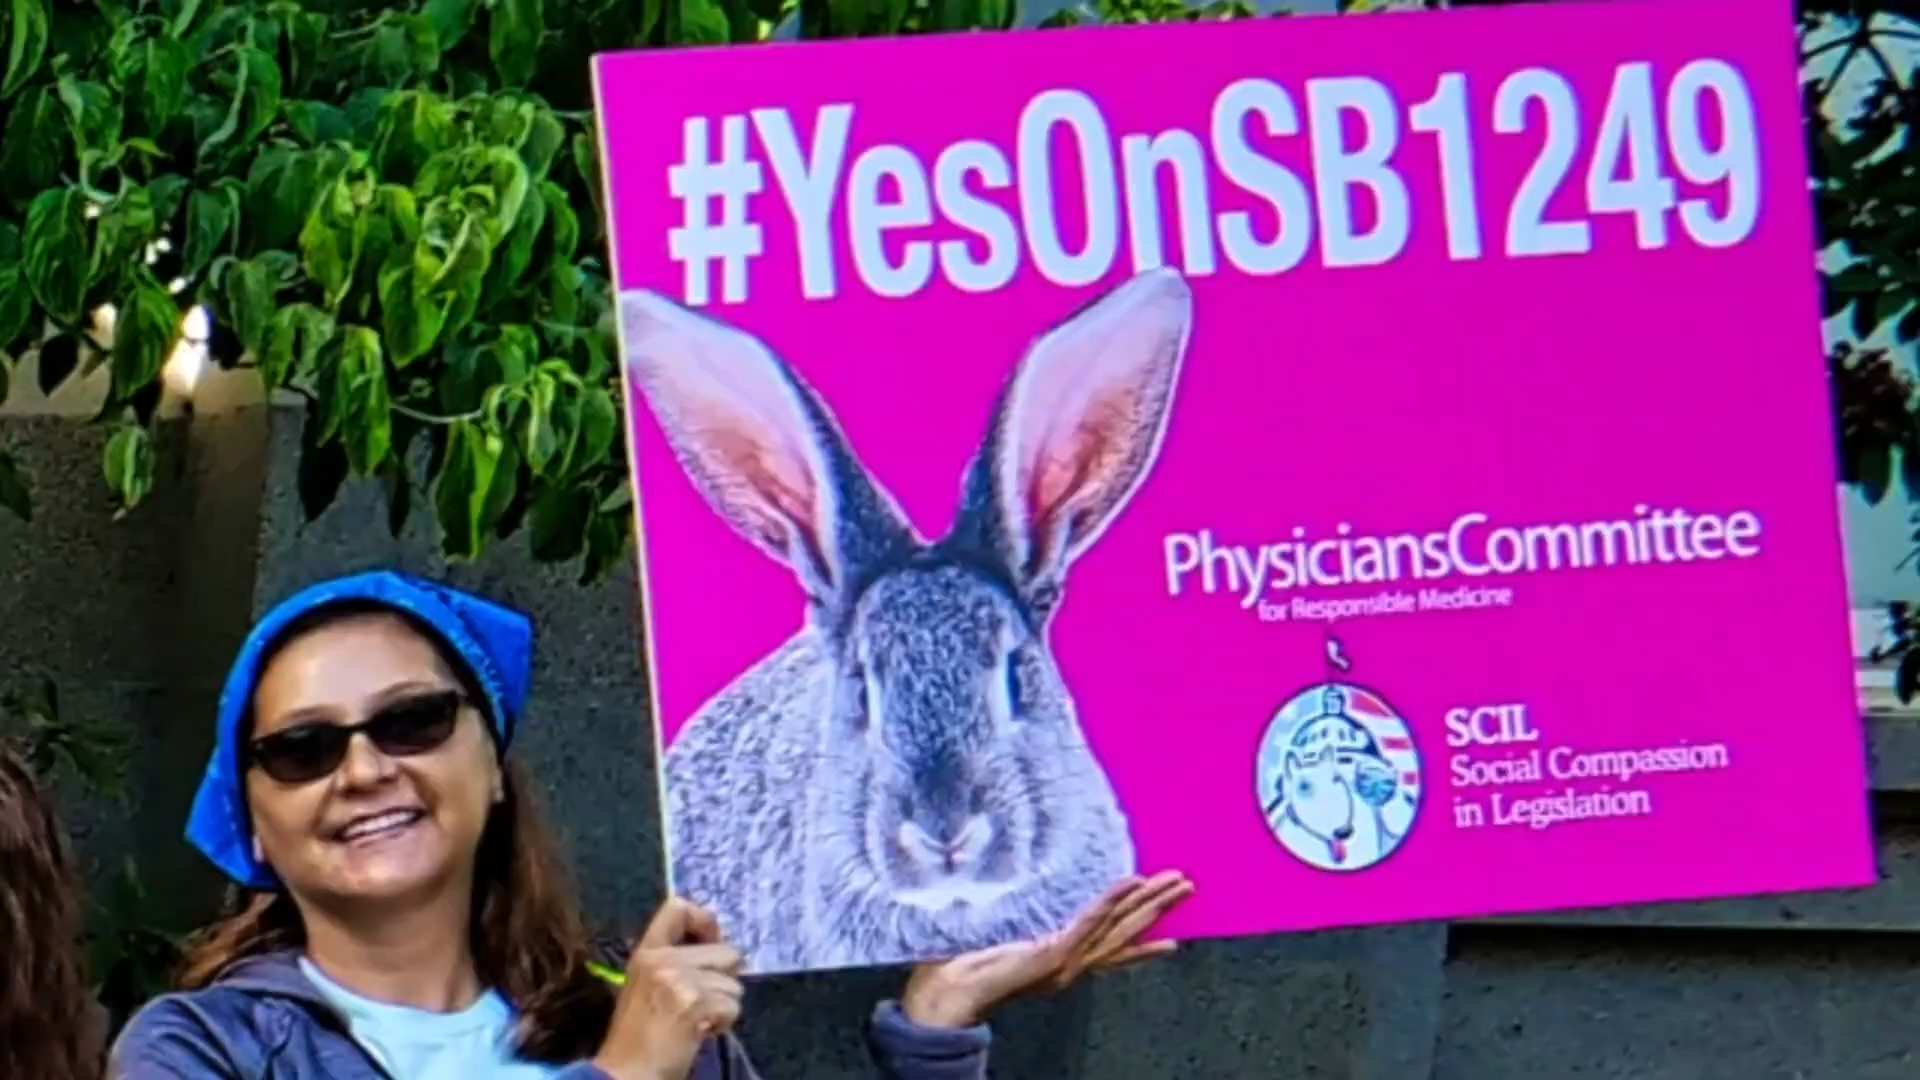 #YesOnSB1249
PhysiciansCommittee
for Responsible Medicine
SCIL
Social Compassion
in Legislation